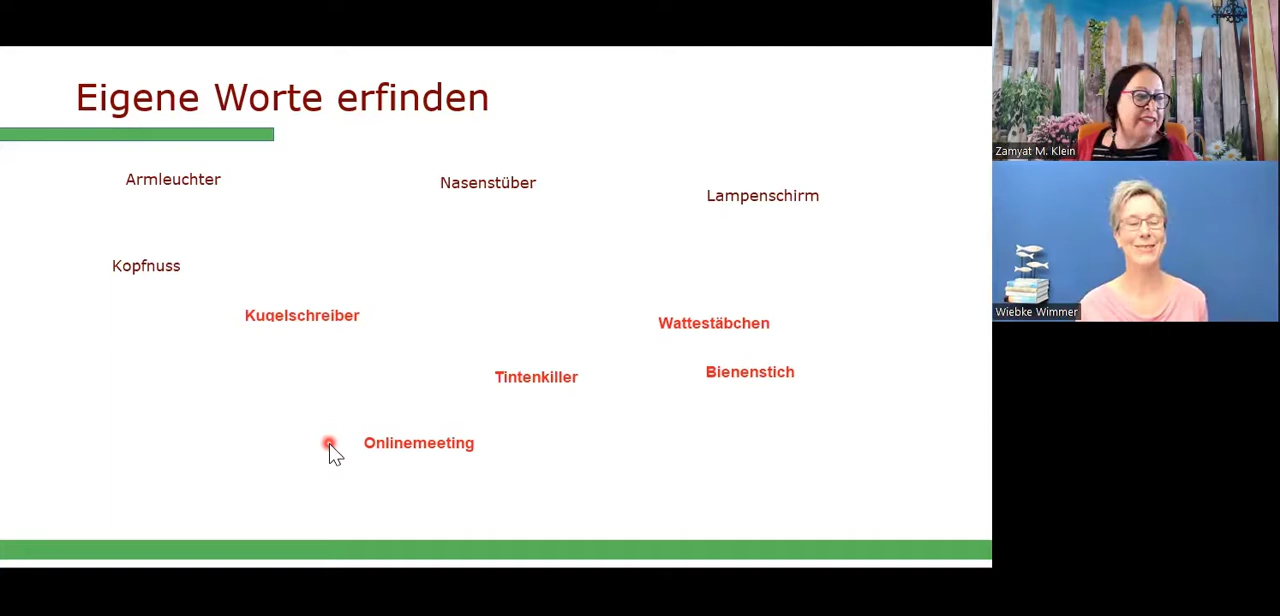 Eigene Worte erfinden
Armleuchter
Nasenstüber
Lampenschirm
Kopfnuss
Kugelschreiber
Wattestäbchen
Tintenkiller
Bienenstich
Onlinemeeting
Zamyat M. Klein
Wiebke Wimmer